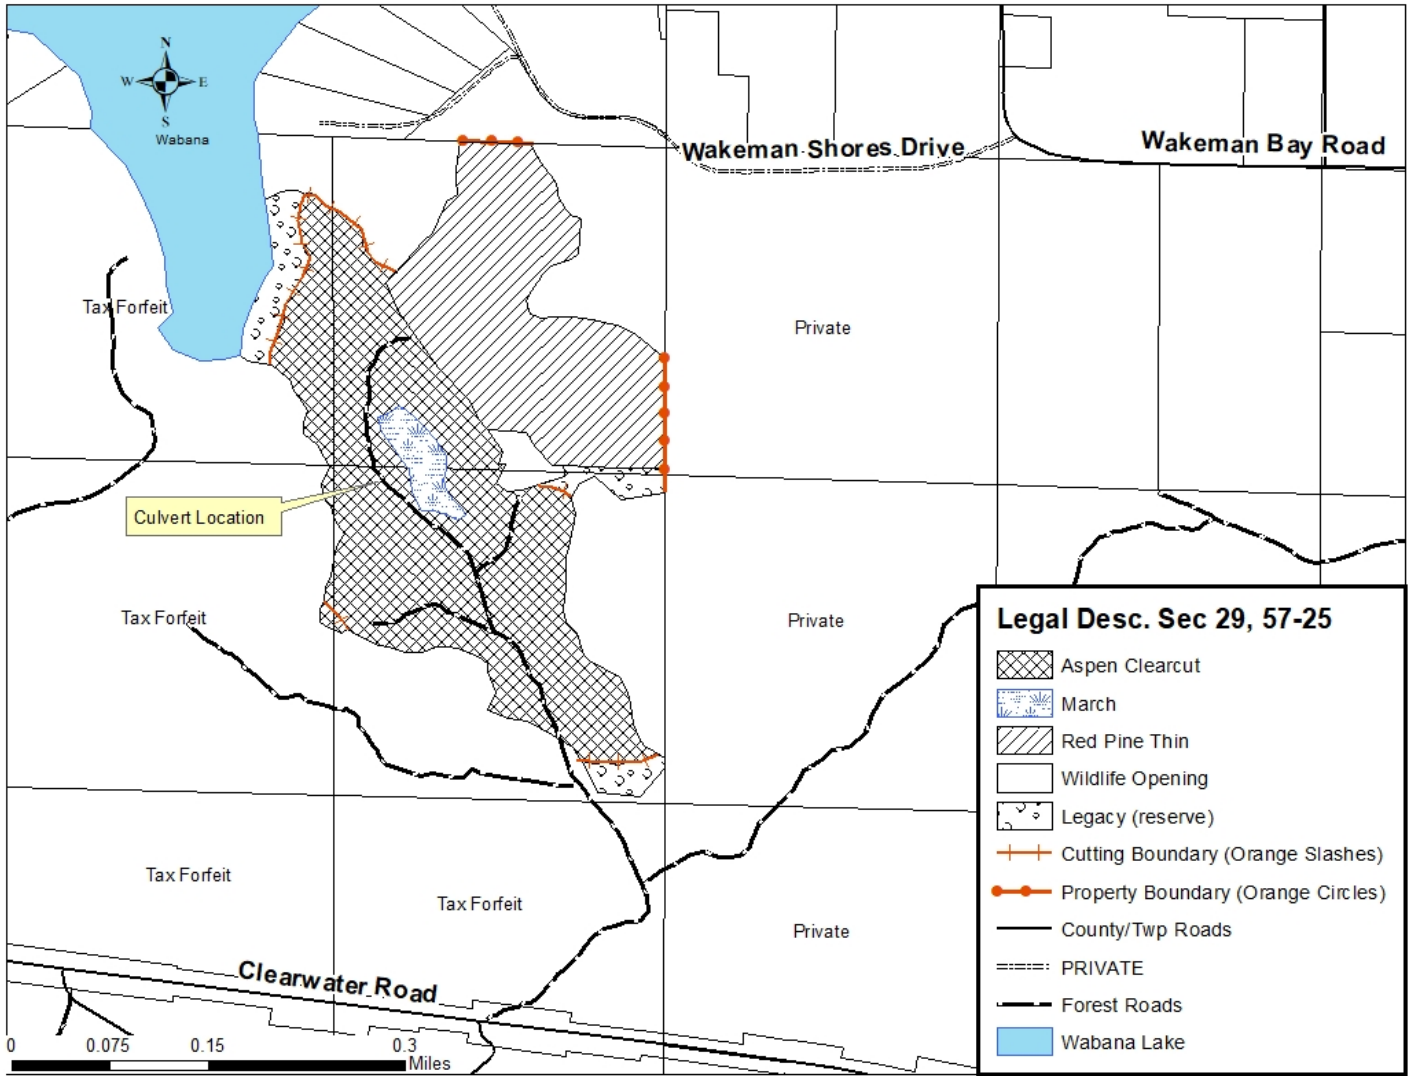 N
W E
S
Wabana
Wakeman Shores Drive
Wakeman Bay Road
Tax Forfeit
Private
Culvert Location
Tax Forfeit
Private
Legal Desc. Sec 29, 57-25
Aspen Clearcut
March
Red Pine Thin
Wildlife Opening
Legacy (reserve)
Cutting Boundary (Orange Slashes)
Property Boundary (Orange Circles)
County/Twp Roads
PRIVATE
Forest Roads
Wabana Lake
Tax Forfeit
Tax Forfeit
Private
Clearwater Road
0 0.075 0.15 0.3
Miles